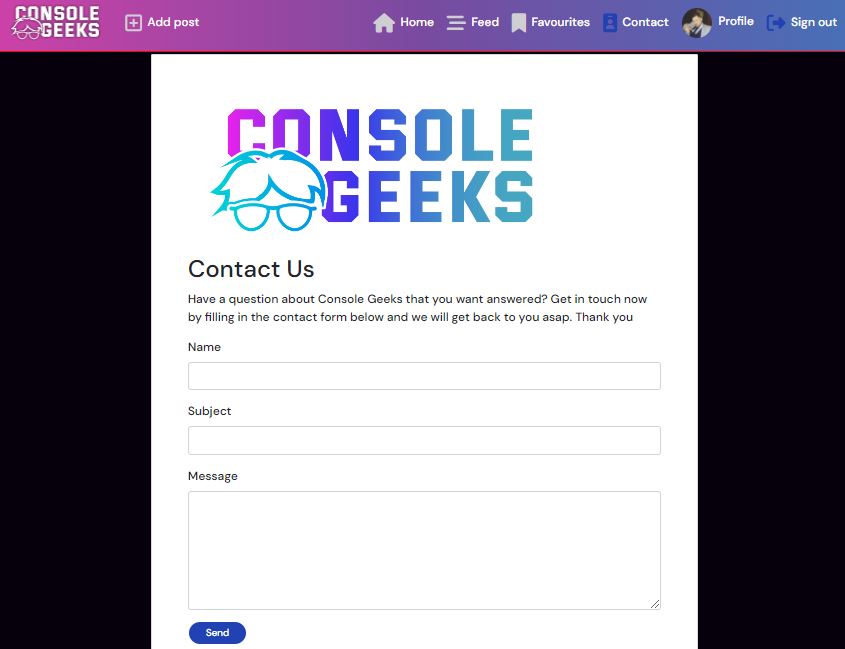 CONSOLE
GEEKS
Add post
Home
Feed
Favourites
Contact
Profile
Sign out
CONSOLE
GEEKS
Contact Us
Have a question about Console Geeks that you want answered? Get in touch now
by filling in the contact form below and we will get back to you asap. Thank you
Name
Subject
Message
Send